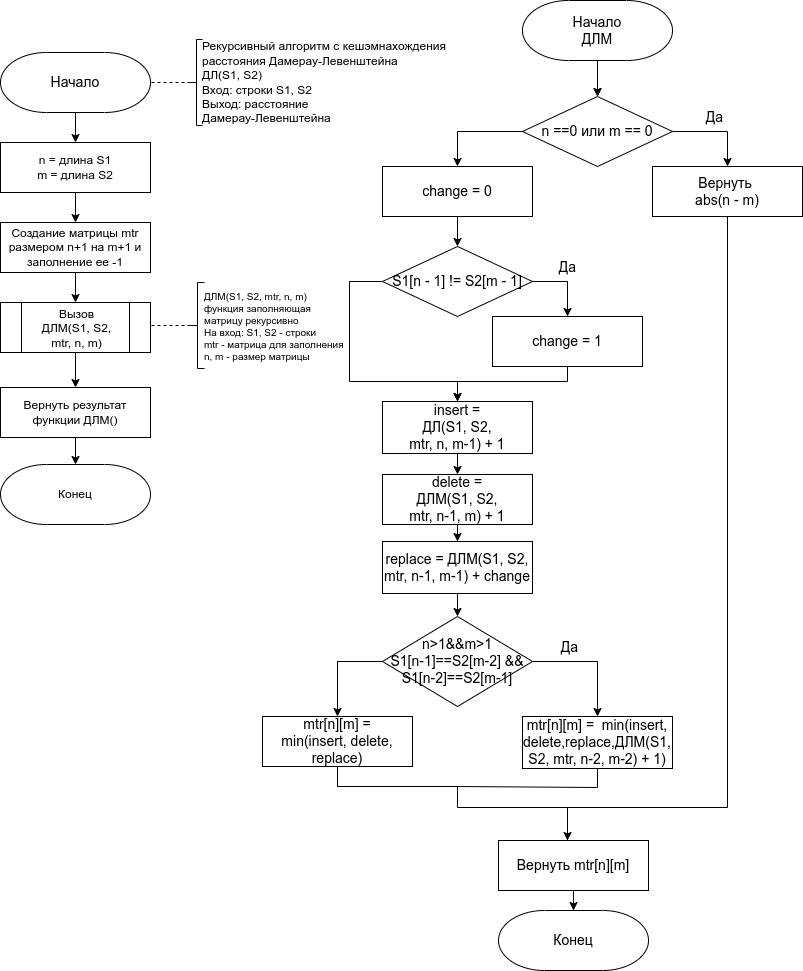 Начало
Рекурсивный алгоритм с кешэмнахождения
расстояния Дамерау-Левенштейна
ДЛ(S1, S2)
Вход: строки S1, S2
Выход: расстояние
Дамерау-Левенштейна
n = длина S1
m = длина S2
Создание матрицы mtr
размером n+1 на m+1 и
заполнение ее -1
Вызов
ДЛМ(S1, S2,
mtr, n, m)
ДЛМ(S1, S2, mtr, n, m)
функция заполняющая
матрицу рекурсивно
На вход: S1, S2 - строки
mtr - матрица для заполнения
n, m - размер матрицы
Вернуть результат
функции ДЛМ()
Конец
Начало
ДЛМ
n ==0 или m == 0
Да
Вернуть
abs(n - m)
change = 0
S1[n - 1] != S2[m - 1]
Да
change = 1
insert =
ДЛ(S1, S2,
mtr, n, m-1) + 1
delete =
ДЛМ(S1, S2,
mtr, n-1, m) + 1
replace = ДЛМ(S1, S2,
mtr, n-1, m-1) + change
n>1&&m>1
S1[n-1]==S2[m-2] &&
S1[n-2]==S2[m-1]
Да
mtr[n][m] =
min(insert, delete,
replace)
mtr[n][m] = min(insert,
delete,replace,ДЛМ(S1,
S2, mtr, n-2, m-2) + 1)
Вернуть mtr[n][m]
Конец